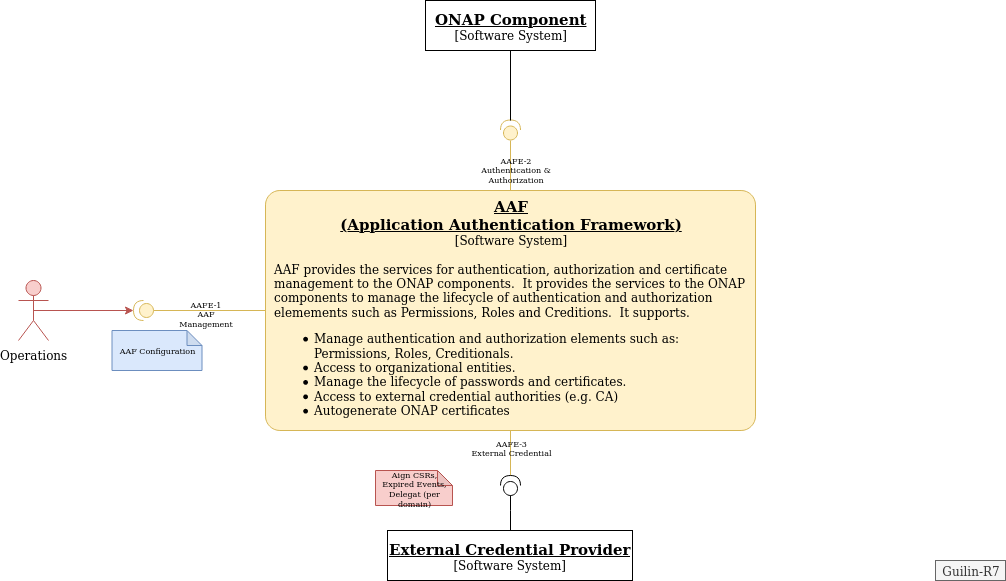 ONAP Component
[Software System]
AAFE-2
Authentication &
Authorization
AAF
(Application Authentication Framework)
[Software System]
AAF provides the services for authentication, authorization and certificate
management to the ONAP components.  It provides the services to the ONAP
components to manage the lifecycle of authentication and authorization
elemements such as Permissions, Roles and Creditions.  It supports.
• Manage authentication and authorization elements such as:
Permissions, Roles, Creditionals.
• Access to organizational entities.
• Manage the lifecycle of passwords and certificates.
• Access to external credential authorities (e.g. CA)
• Autogenerate ONAP certificates
AAFE-1
AAF
Management
Operations
AAF Configuration
AAFE-3
External Credential
Aign CSRs,
Expired Events,
Delegat (per
domain)
External Credential Provider
[Software System]
Guilin-R7